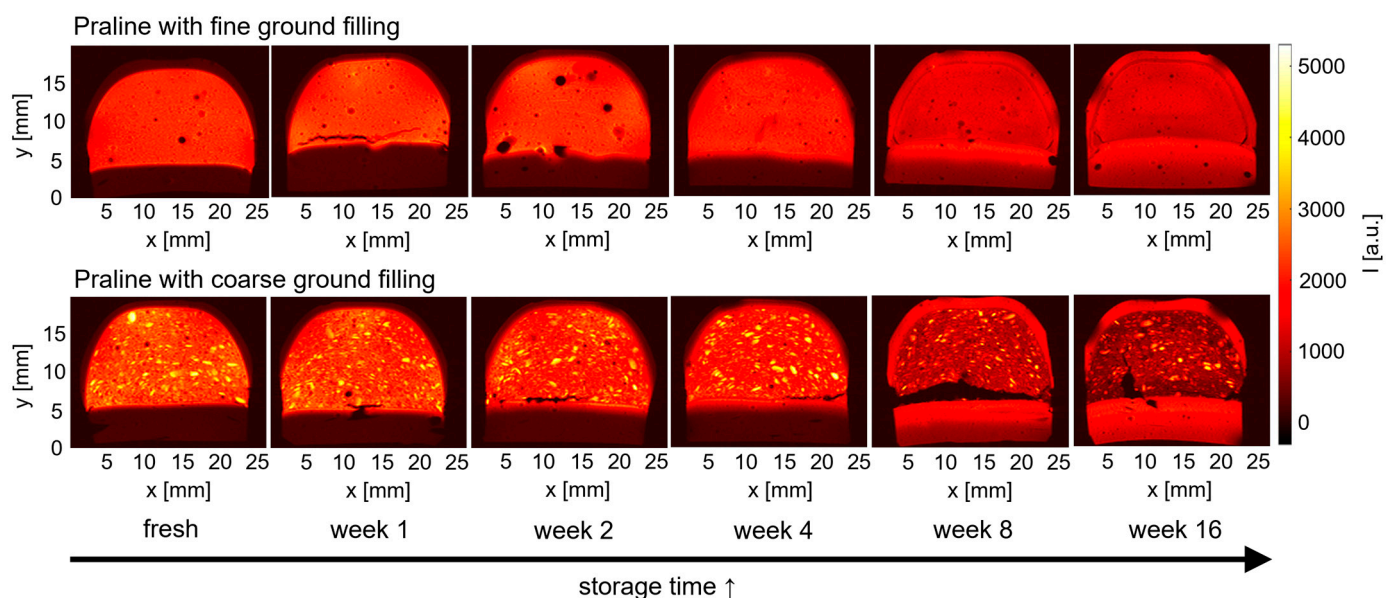 Praline with fine ground filling
y [mm]
15
10
5
0
5 10 15 20 25 5 10 15 20 25 5 10 15 20 25 5 10 15 20 25 5 10 15 20 25 5 10 15 20 25
x [mm] x [mm] x [mm] x [mm] x [mm] x [mm]
Praline with coarse ground filling
y [mm]
15
10
5
0
5 10 15 20 25 5 10 15 20 25 5 10 15 20 25 5 10 15 20 25 5 10 15 20 25 5 10 15 20 25
x [mm] x [mm] x [mm] x [mm] x [mm] x [mm]
fresh week 1 week 2 week 4 week 8 week 16
storage time ↑
5000
4000
3000
2000
1000
0
I [a.u.]